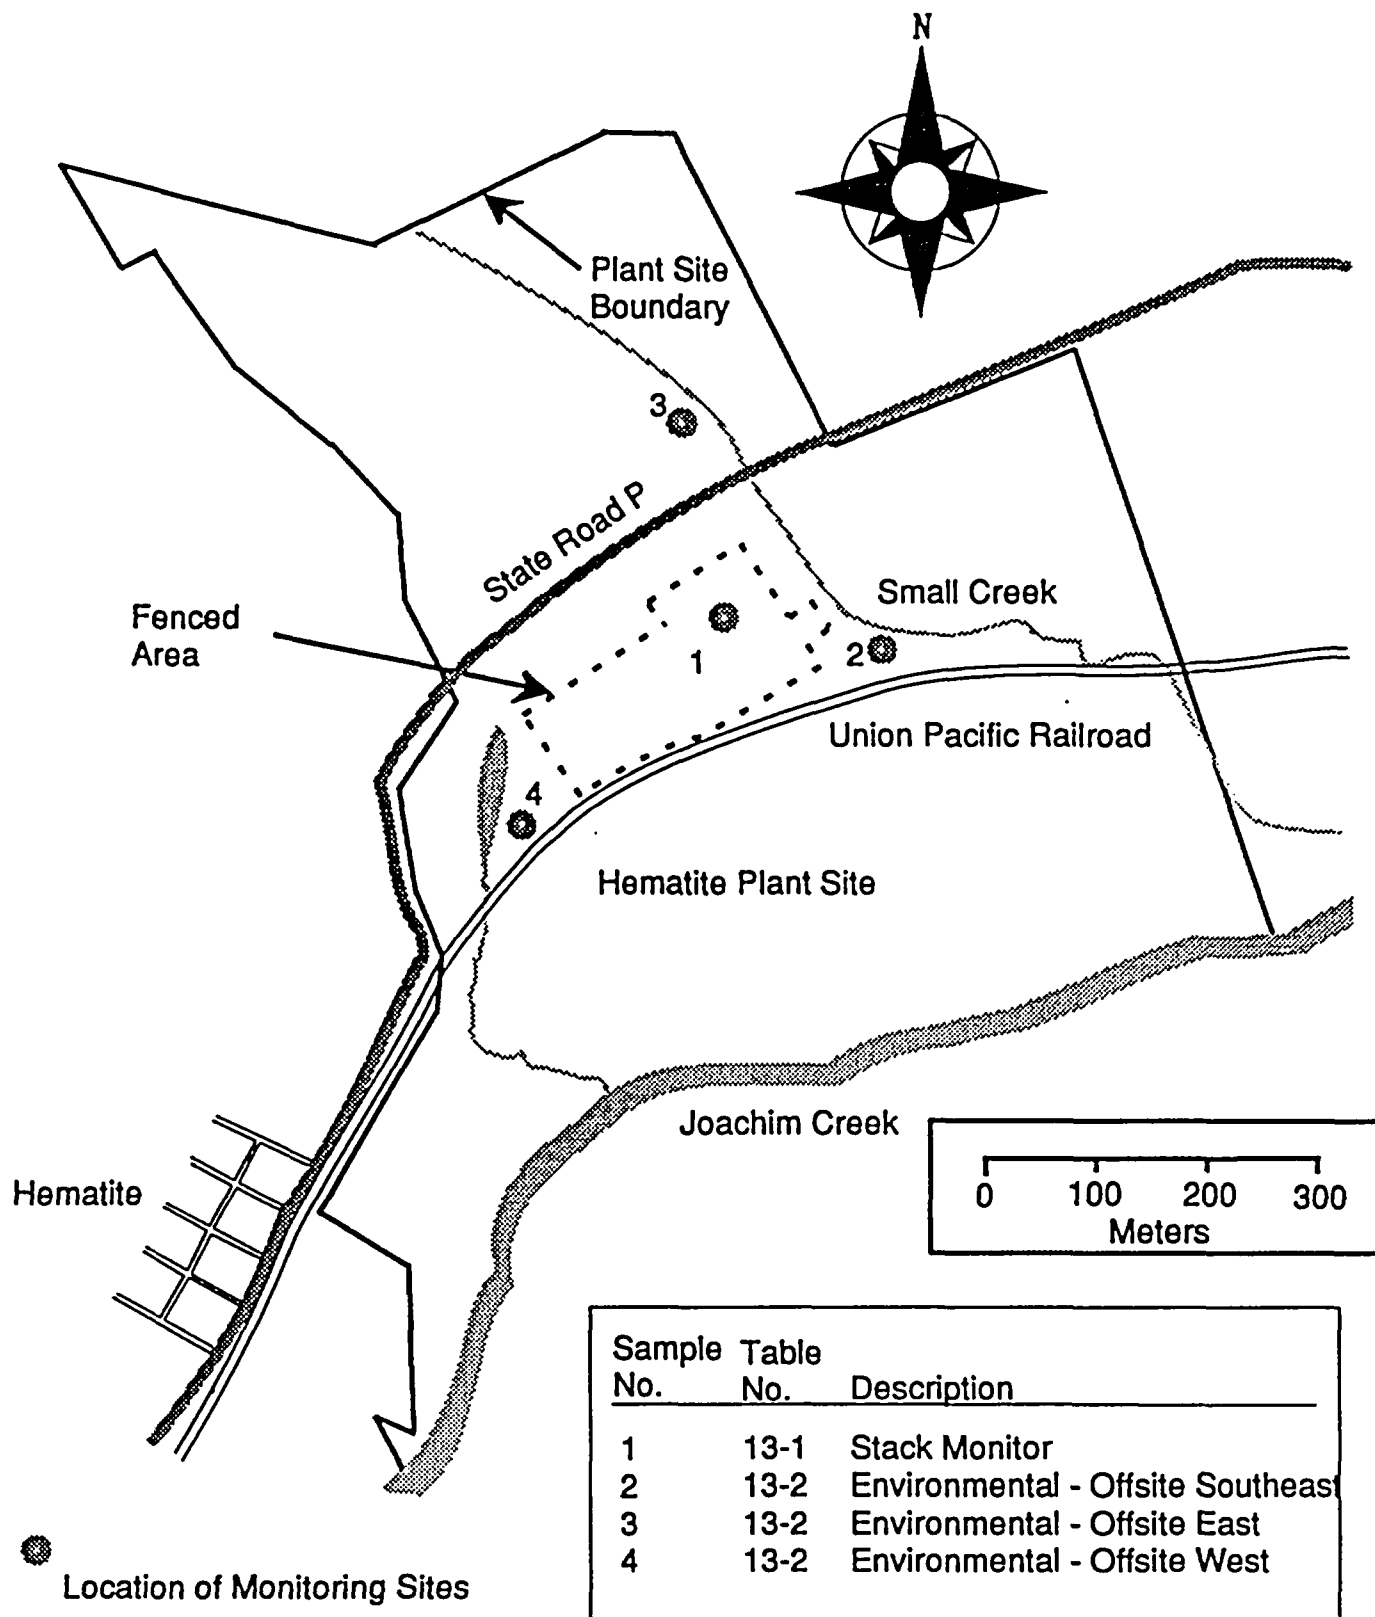 N
Plant Site
Boundary
3
State Road P
Fenced
Area
Small Creek
1
2
Union Pacific Railroad
4
Hematite Plant Site
Joachim Creek
Hematite
0 100 200 300
Meters
Sample Table
No. No. Description
1 13-1 Stack Monitor
2 13-2 Environmental - Offsite Southeast
3 13-2 Environmental - Offsite East
4 13-2 Environmental - Offsite West
Location of Monitoring Sites